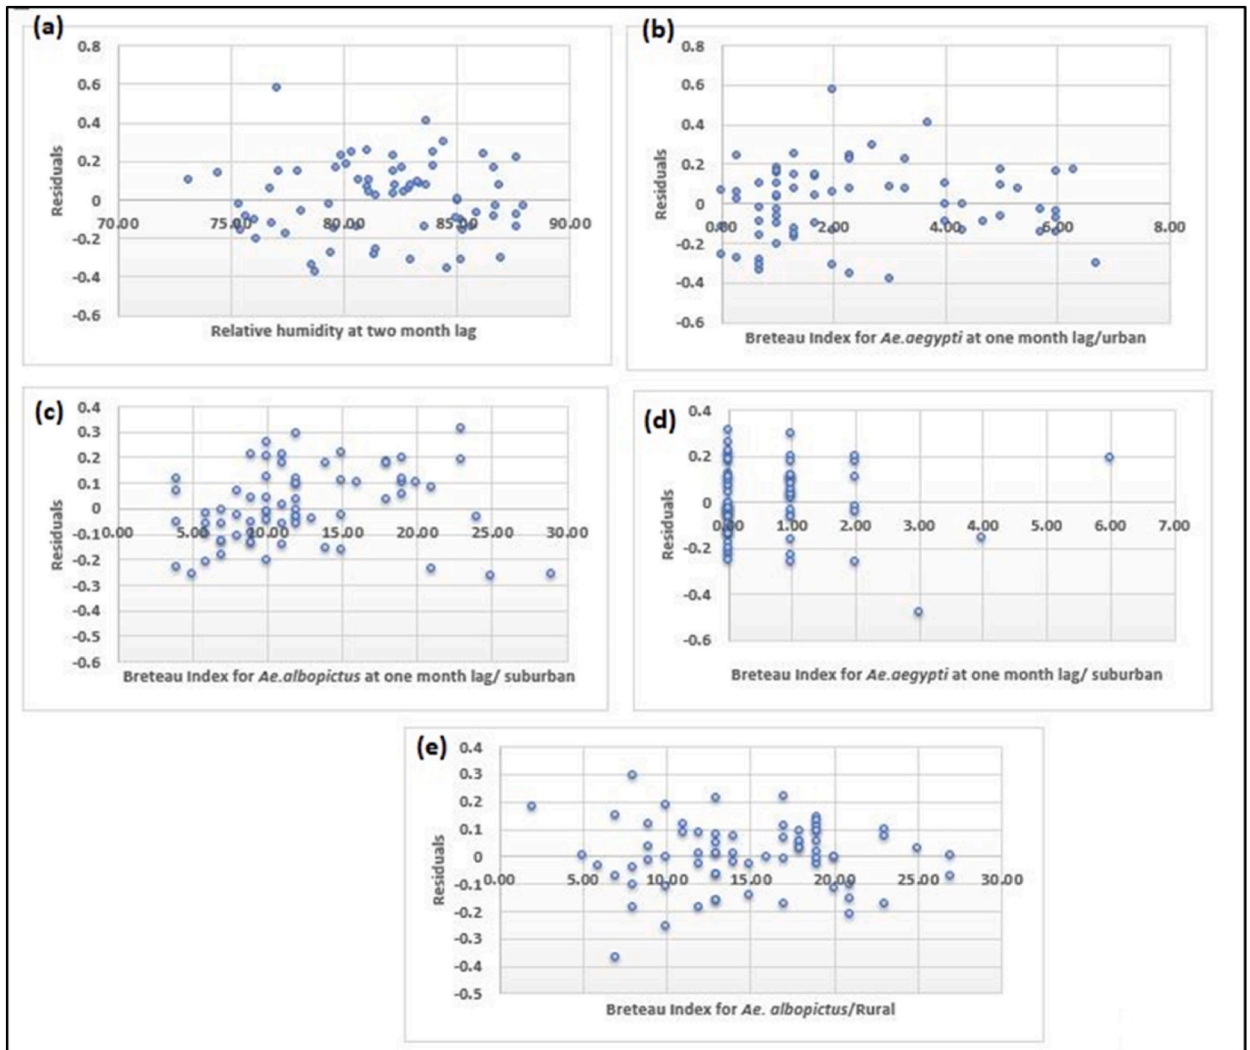 (a)
0.8
0.6
0.4
0.2
0
-0.2
-0.4
-0.6
Residuals
70.00 75.00 80.00 85.00 90.00
Relative humidity at two month lag
(b)
0.8
0.6
0.4
0.2
0
-0.2
-0.4
-0.6
Residuals
0.00 2.00 4.00 6.00 8.00
Breteau Index for Ae.aegypti at one month lag/urban
(c)
0.4
0.3
0.2
0.1
0
-0.1
-0.2
-0.3
-0.4
-0.5
-0.6
Residuals
0.00 5.00 10.00 15.00 20.00 25.00 30.00
Breteau Index for Ae.albopictus at one month lag/ suburban
(d)
0.4
0.2
0
-0.2
-0.4
-0.6
Residuals
0.00 1.00 2.00 3.00 4.00 5.00 6.00 7.00
Breteau Index for Ae.aegypti at one month lag/ suburban
(e)
0.4
0.3
0.2
0.1
0
-0.1
-0.2
-0.3
-0.4
-0.5
Residuals
0.00 5.00 10.00 15.00 20.00 25.00 30.00
Breteau Index for Ae. albopictus/Rural